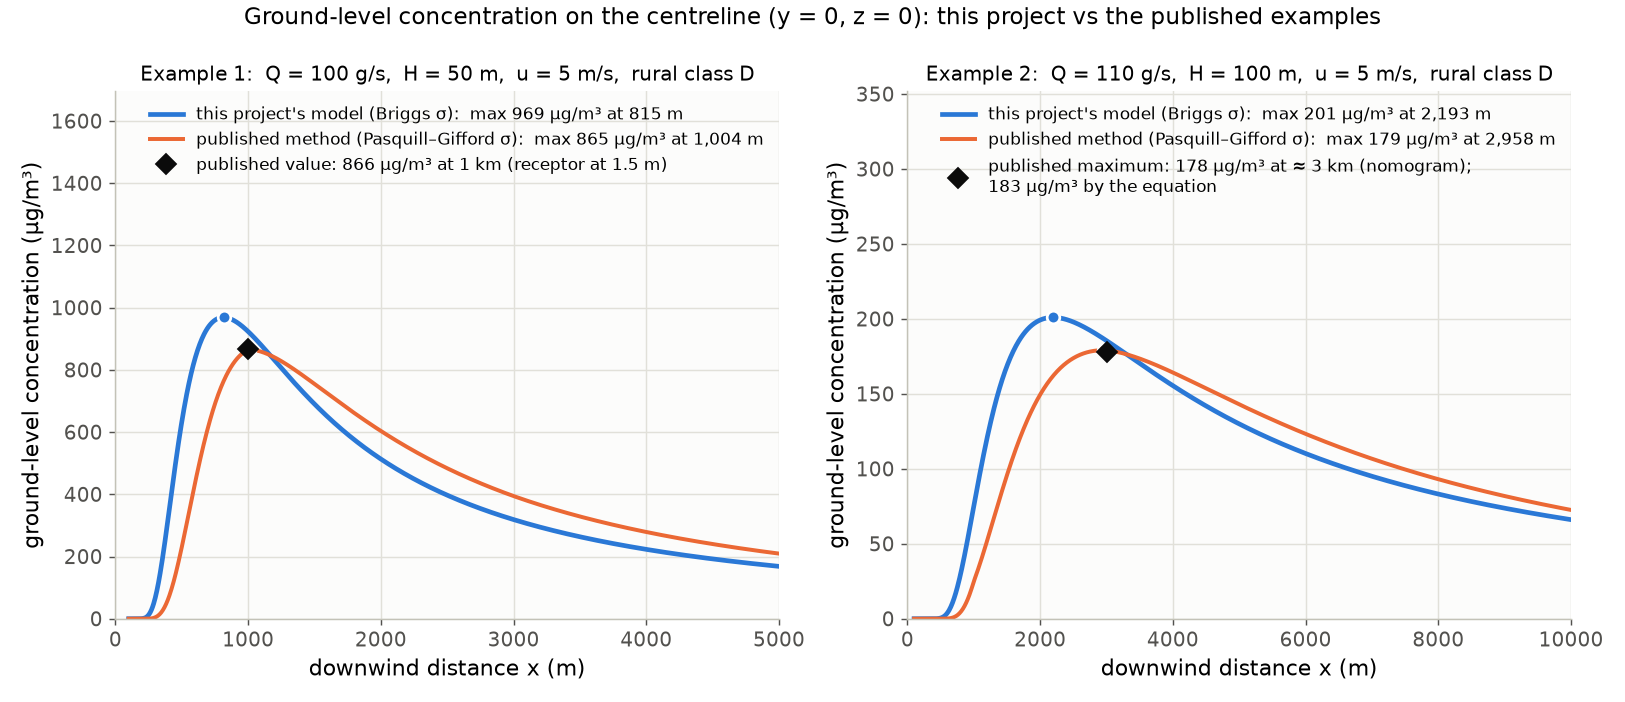 Ground-level concentration on the centreline (y = 0, z = 0): this project vs the published examples
Example 1:  Q = 100 g/s,  H = 50 m,  u = 5 m/s,  rural class D
this project's model (Briggs σ):  max 969 µg/m³ at 815 m
published method (Pasquill–Gifford σ):  max 865 µg/m³ at 1,004 m
published value: 866 µg/m³ at 1 km (receptor at 1.5 m)
ground-level concentration (µg/m³)
1600
1400
1200
1000
800
600
400
200
0
0 1000 2000 3000 4000 5000
downwind distance x (m)
Example 2:  Q = 110 g/s,  H = 100 m,  u = 5 m/s,  rural class D
this project's model (Briggs σ):  max 201 µg/m³ at 2,193 m
published method (Pasquill–Gifford σ):  max 179 µg/m³ at 2,958 m
published maximum: 178 µg/m³ at ≈ 3 km (nomogram);
183 µg/m³ by the equation
ground-level concentration (µg/m³)
350
300
250
200
150
100
50
0
0 2000 4000 6000 8000 10000
downwind distance x (m)